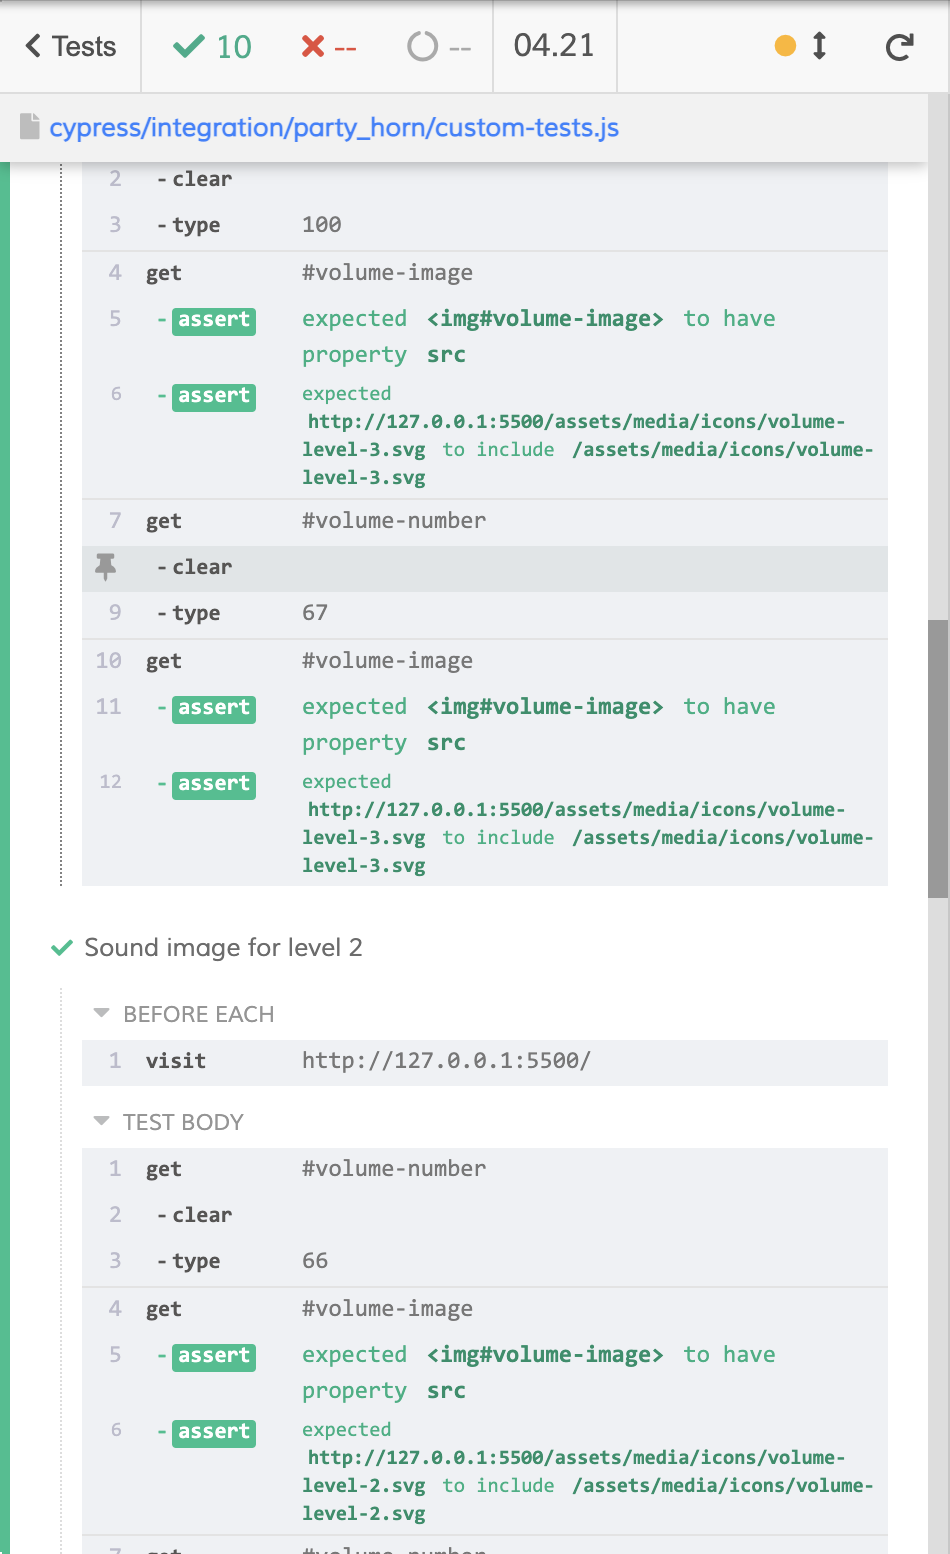 Tests 10 -- -- 04.21
cypress/integration/party_horn/custom-tests.js
2 - clear
3 - type 100
4 get #volume-image
5 - assert expected <img#volume-image> to have
property src
6 - assert expected
http://127.0.0.1:5500/assets/media/icons/volume-
level-3.svg to include /assets/media/icons/volume-
level-3.svg
7 get #volume-number
- clear
9 - type 67
10 get #volume-image
11 - assert expected <img#volume-image> to have
property src
12 - assert expected
http://127.0.0.1:5500/assets/media/icons/volume-
level-3.svg to include /assets/media/icons/volume-
level-3.svg
Sound image for level 2
BEFORE EACH
1 visit http://127.0.0.1:5500/
TEST BODY
1 get #volume-number
2 - clear
3 - type 66
4 get #volume-image
5 - assert expected <img#volume-image> to have
property src
6 - assert expected
http://127.0.0.1:5500/assets/media/icons/volume-
level-2.svg to include /assets/media/icons/volume-
level-2.svg
7 get #volume-number